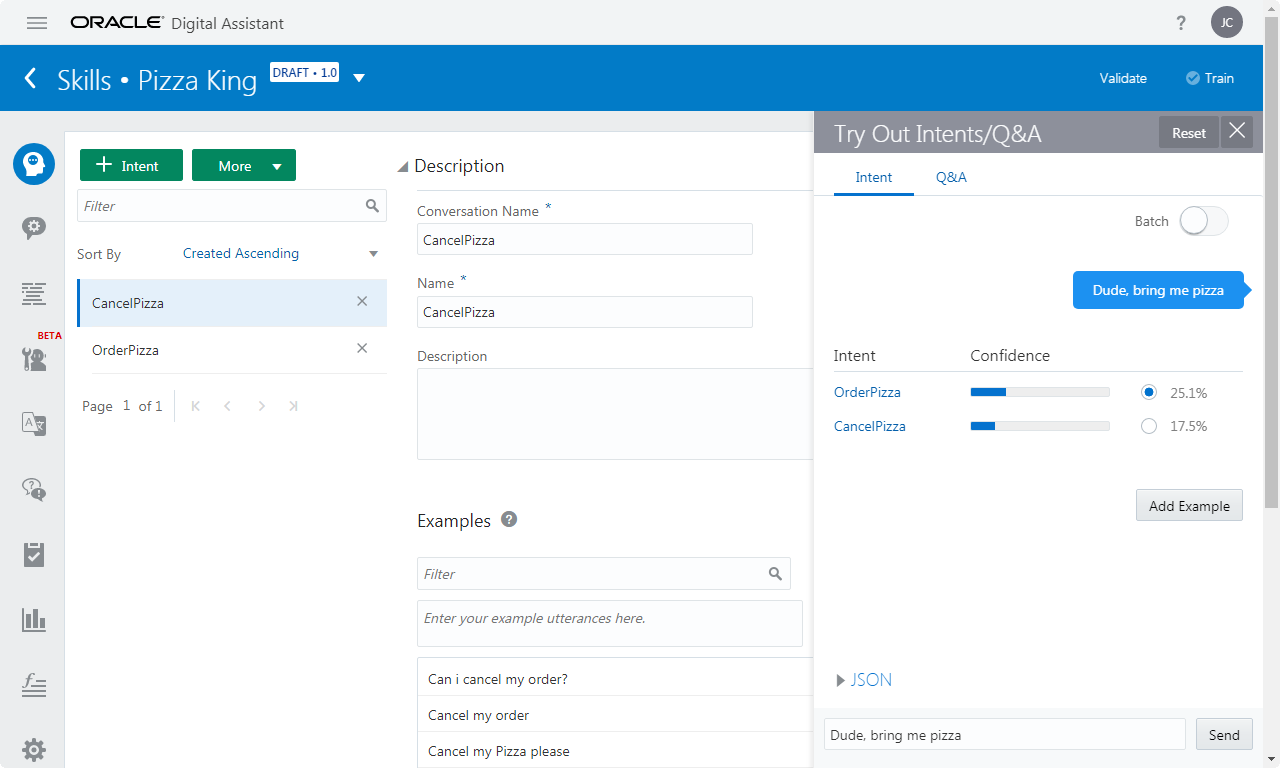 ORACLE Digital Assistant
?
JC
Skills • Pizza King
DRAFT • 1.0
Validate
Train
Intent
More
Filter
Sort By
Created Ascending
CancelPizza
OrderPizza
BETA
Page 1 of 1
Description
Conversation Name *
CancelPizza
Name *
CancelPizza
Description
Examples
?
Filter
Enter your example utterances here.
Can i cancel my order?
Cancel my order
Cancel my Pizza please
Try Out Intents/Q&A
Reset
Intent
Q&A
Batch
Dude, bring me pizza
Intent Confidence
OrderPizza 25.1%
CancelPizza 17.5%
Add Example
JSON
Dude, bring me pizza
Send